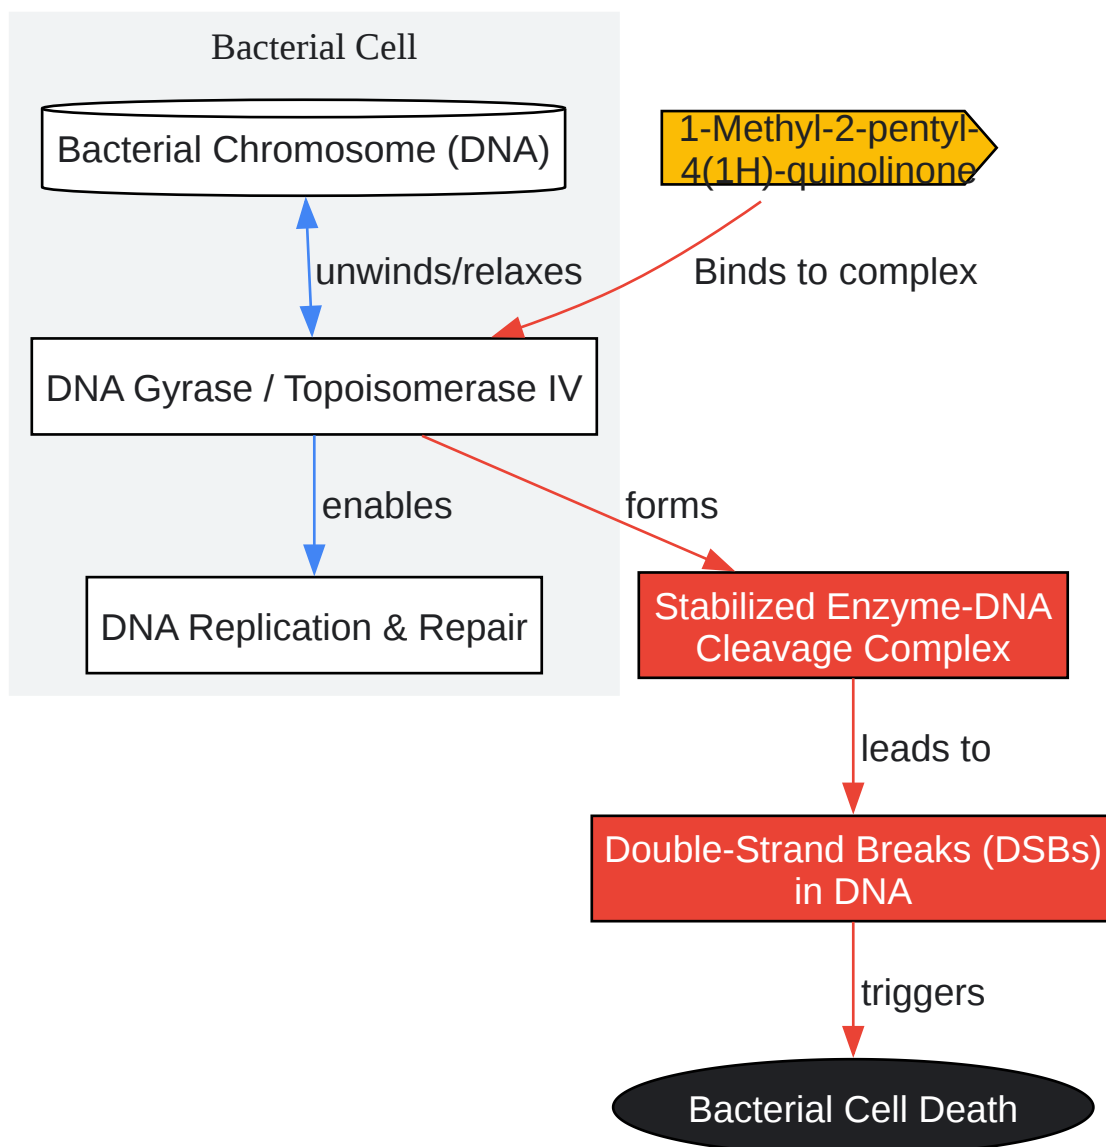 Bacterial Cell
Bacterial Chromosome (DNA)
1-Methyl-2-pentyl-
4(1H)-quinolinone
unwinds/relaxes
Binds to complex
DNA Gyrase / Topoisomerase IV
enables
forms
DNA Replication & Repair
Stabilized Enzyme-DNA
Cleavage Complex
leads to
Double-Strand Breaks (DSBs)
in DNA
triggers
Bacterial Cell Death